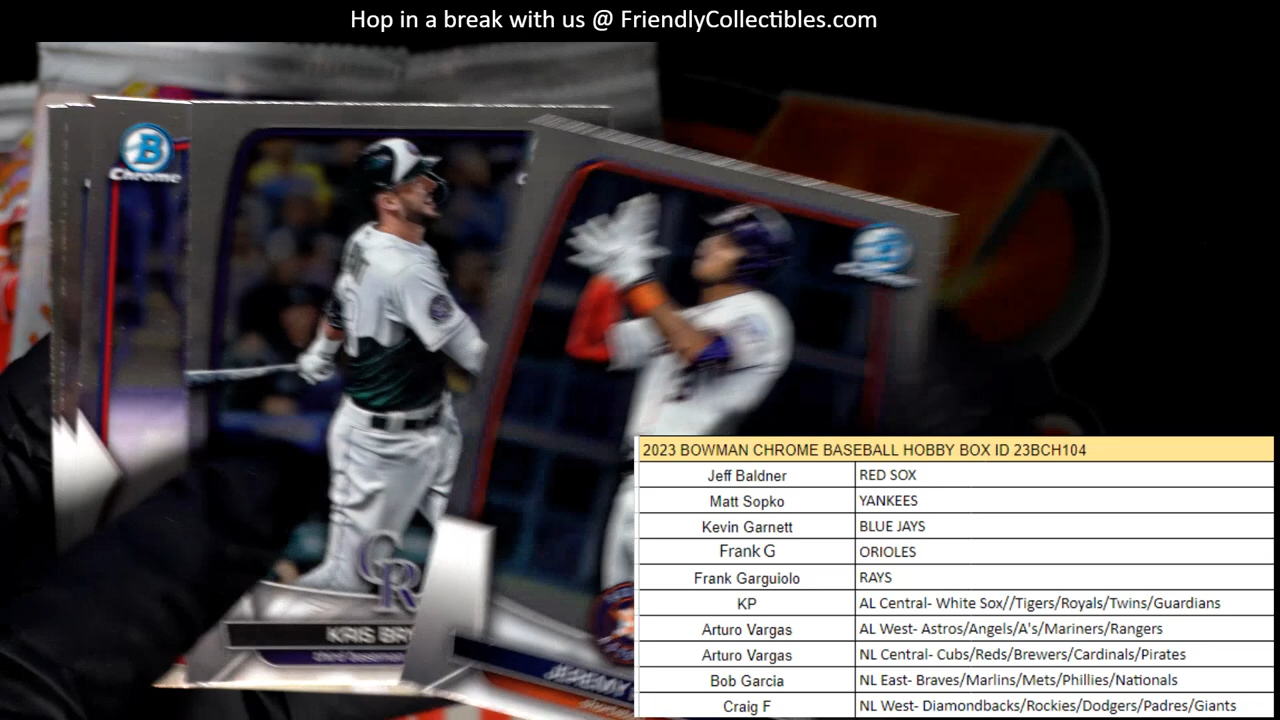 Hop in a break with us @ FriendlyCollectibles.com
B
Chrome
CR
KRIS BRY
JEREMY
2023 BOWMAN CHROME BASEBALL HOBBY BOX ID 23BCH104
Jeff Baldner RED SOX
Matt Sopko YANKEES
Kevin Garnett BLUE JAYS
Frank G ORIOLES
Frank Garguiolo RAYS
KP AL Central- White Sox//Tigers/Royals/Twins/Guardians
Arturo Vargas AL West- Astros/Angels/A's/Mariners/Rangers
Arturo Vargas NL Central- Cubs/Reds/Brewers/Cardinals/Pirates
Bob Garcia NL East- Braves/Marlins/Mets/Phillies/Nationals
Craig F NL West- Diamondbacks/Rockies/Dodgers/Padres/Giants